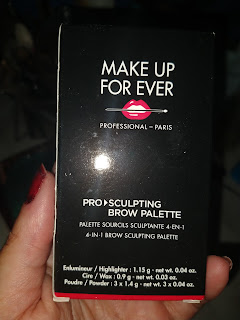 MAKE UP
FOR EVER
PROFESSIONAL – PARIS
PRO▸SCULPTING
BROW PALETTE
PALETTE SOURCILS SCULPTANTE 4-EN-1
4-IN-1 BROW SCULPTING PALETTE
Enlumineur / Highlighter : 1.15 g - net wt. 0.04 oz.
Cire / Wax : 0.9 g - net wt. 0.03 oz.
Poudre / Powder : 3 x 1.4 g - net wt. 3 x 0.04 oz.